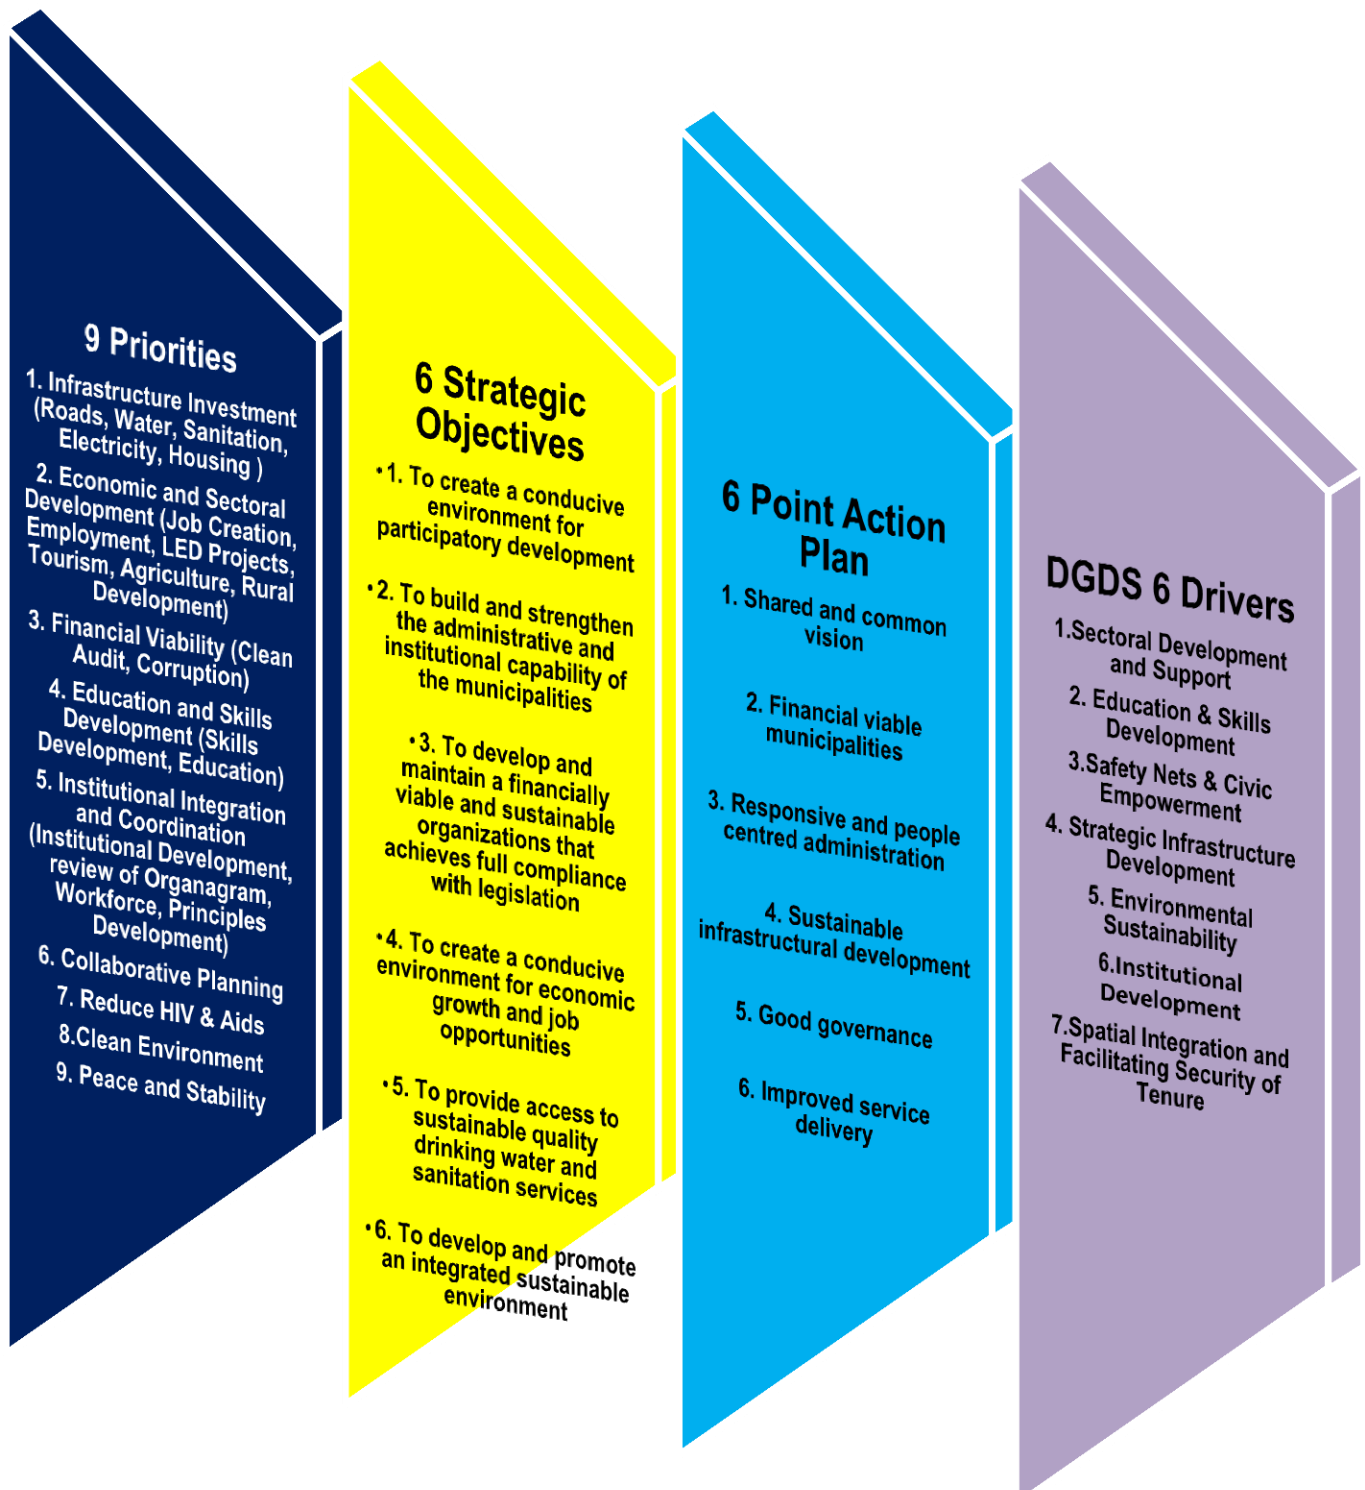 9 Priorities
1. Infrastructure Investment
(Roads, Water, Sanitation,
Electricity, Housing )
2. Economic and Sectoral
Development (Job Creation,
Employment, LED Projects,
Tourism, Agriculture, Rural
Development)
3. Financial Viability (Clean
Audit, Corruption)
4. Education and Skills
Development (Skills
Development, Education)
5. Institutional Integration
and Coordination
(Institutional Development,
review of Organagram,
Workforce, Principles
Development)
6. Collaborative Planning
7. Reduce HIV & Aids
8.Clean Environment
9. Peace and Stability
6 Strategic
Objectives
•1. To create a conducive
environment for
participatory development
•2. To build and strengthen
the administrative and
institutional capability of
the municipalities
•3. To develop and
maintain a financially
viable and sustainable
organizations that
achieves full compliance
with legislation
•4. To create a conducive
environment for economic
growth and job
opportunities
•5. To provide access to
sustainable quality
drinking water and
sanitation services
•6. To develop and promote
an integrated sustainable
environment
6 Point Action
Plan
1. Shared and common
vision
2. Financial viable
municipalities
3. Responsive and people
centred administration
4. Sustainable
infrastructural development
5. Good governance
6. Improved service
delivery
DGDS 6 Drivers
1.Sectoral Development
and Support
2. Education & Skills
Development
3.Safety Nets & Civic
Empowerment
4. Strategic Infrastructure
Development
5. Environmental
Sustainability
6.Institutional
Development
7.Spatial Integration and
Facilitating Security of
Tenure